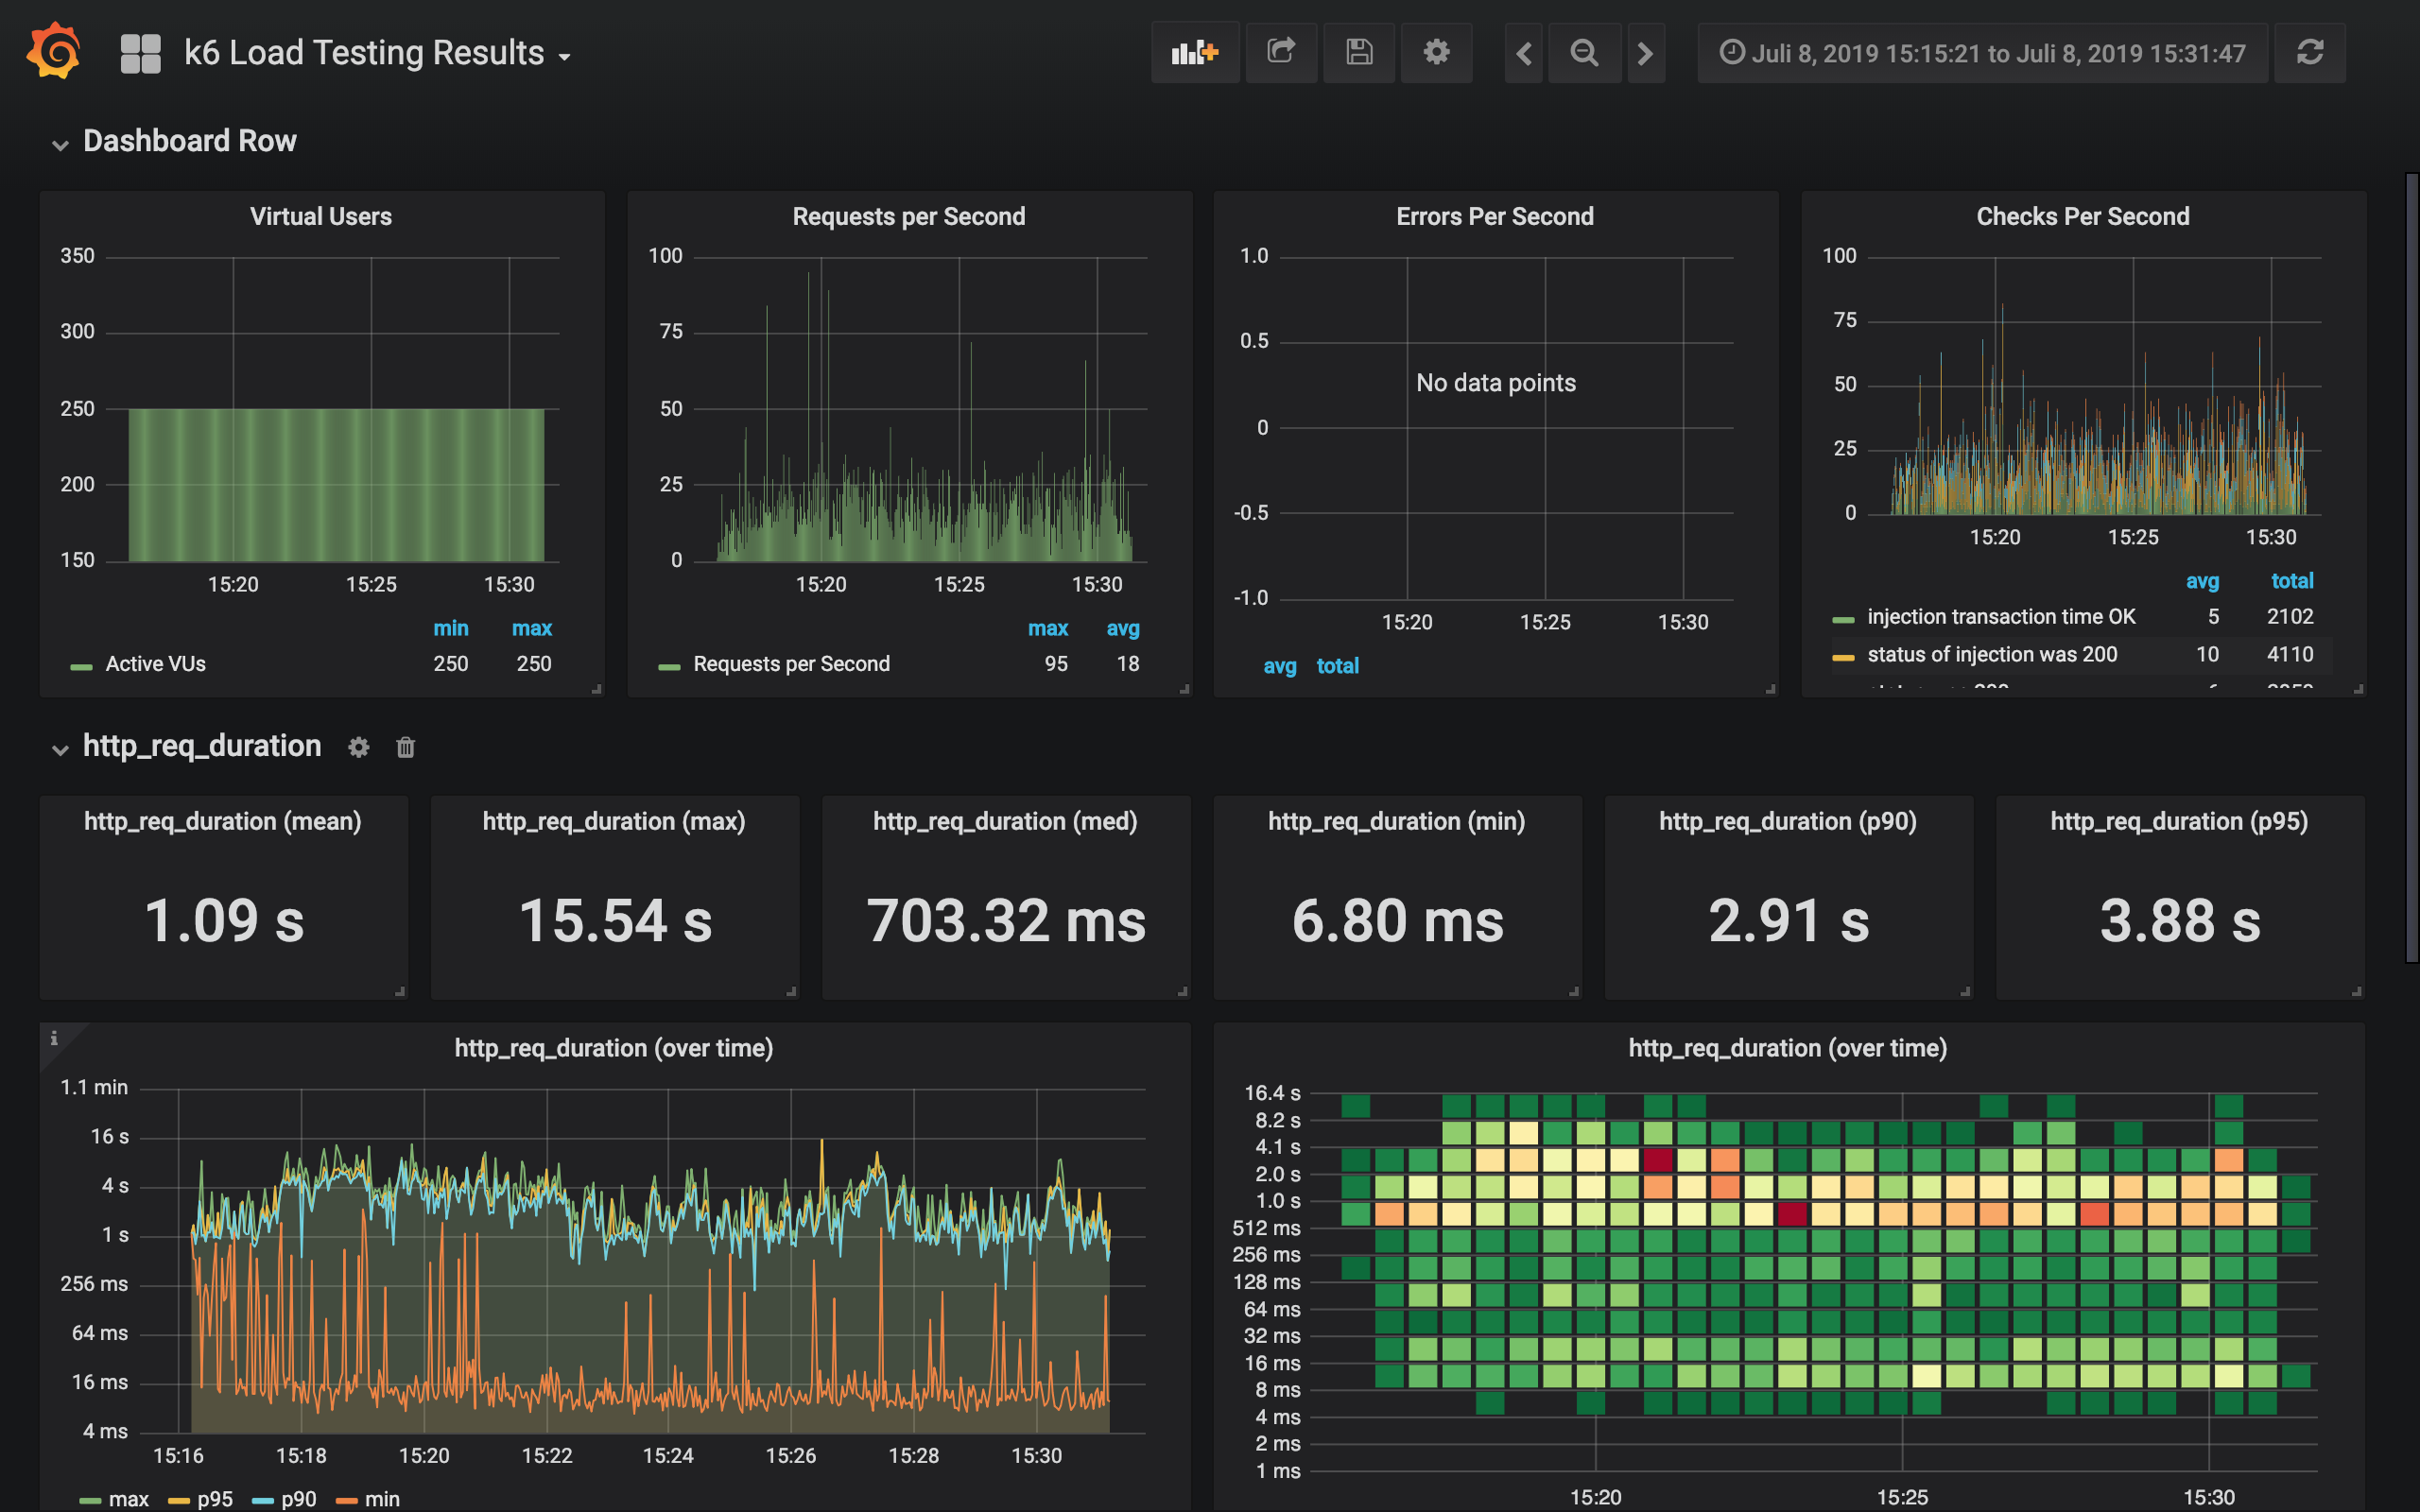 k6 Load Testing Results
Juli 8, 2019 15:15:21 to Juli 8, 2019 15:31:47
Dashboard Row
Virtual Users
350
300
250
200
150
15:20 15:25 15:30
min max
Active VUs 250 250
Requests per Second
100
75
50
25
0
15:20 15:25 15:30
max avg
Requests per Second 95 18
Errors Per Second
1.0
0.5
0
-0.5
-1.0
No data points
15:20 15:25 15:30
avg total
Checks Per Second
100
75
50
25
0
15:20 15:25 15:30
avg total
injection transaction time OK 5 2102
status of injection was 200 10 4110
http_req_duration
http_req_duration (mean)
1.09 s
http_req_duration (max)
15.54 s
http_req_duration (med)
703.32 ms
http_req_duration (min)
6.80 ms
http_req_duration (p90)
2.91 s
http_req_duration (p95)
3.88 s
i
http_req_duration (over time)
1.1 min
16 s
4 s
1 s
256 ms
64 ms
16 ms
4 ms
15:16 15:18 15:20 15:22 15:24 15:26 15:28 15:30
max p95 p90 min
http_req_duration (over time)
16.4 s
8.2 s
4.1 s
2.0 s
1.0 s
512 ms
256 ms
128 ms
64 ms
32 ms
16 ms
8 ms
4 ms
2 ms
1 ms
15:20 15:25 15:30